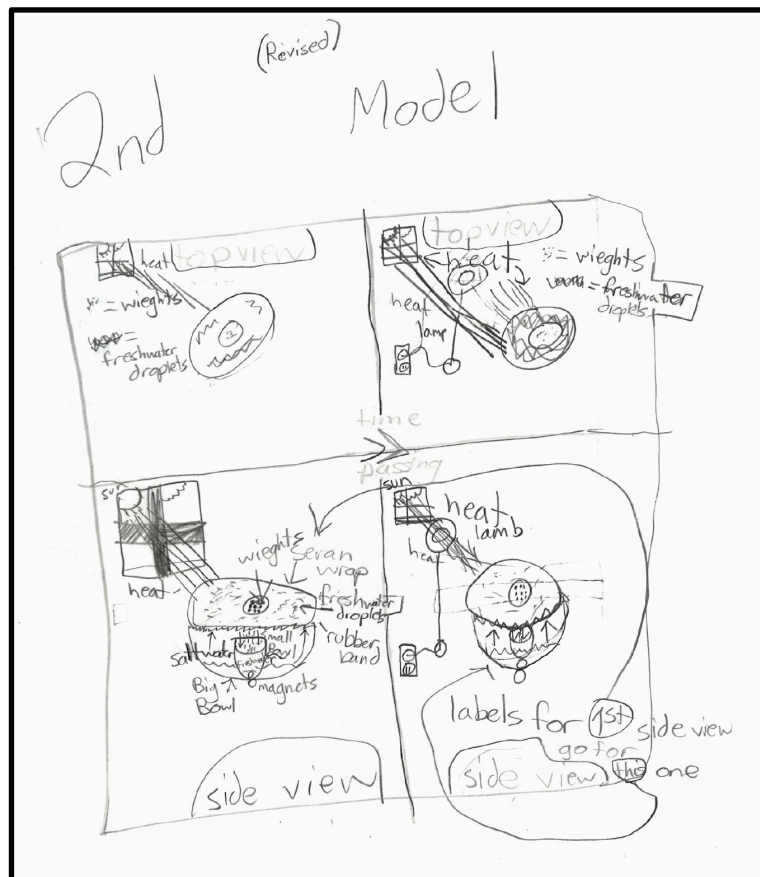 (Revised)
2nd Model
heat
topview
= wieghts
=
freshwater
droplets
topview
heat
= wieghts
= freshwater
droplets
heat
lamp
time
passing
sun
heat
wieghts
seran
wrap
freshwater
droplets
rubber
band
saltwater
small
Bowl
freshwater
Big
Bowl
magnets
side view
sun
heat
lamb
heat
labels for 1st side view
go for
this one
side view